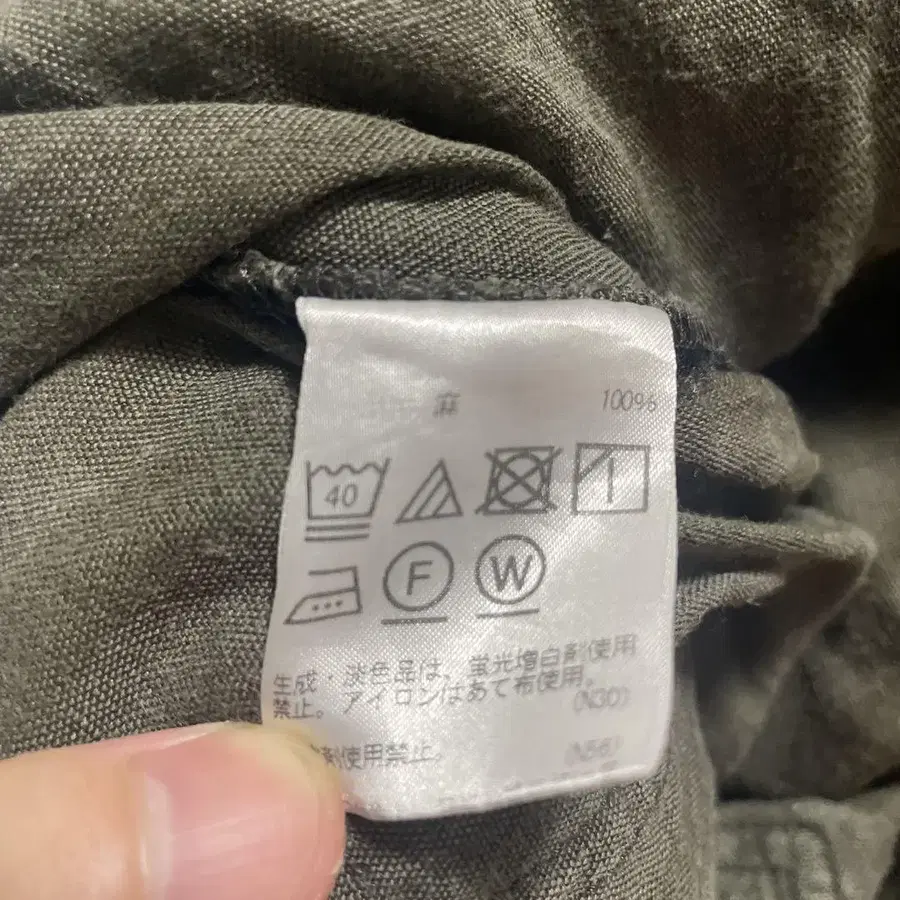 麻 10096
40
F W
生成・淡色品は、蛍光増白剤使用
禁止。アイロンはあて布使用。
(N30)
剤使用禁止。 (N56)